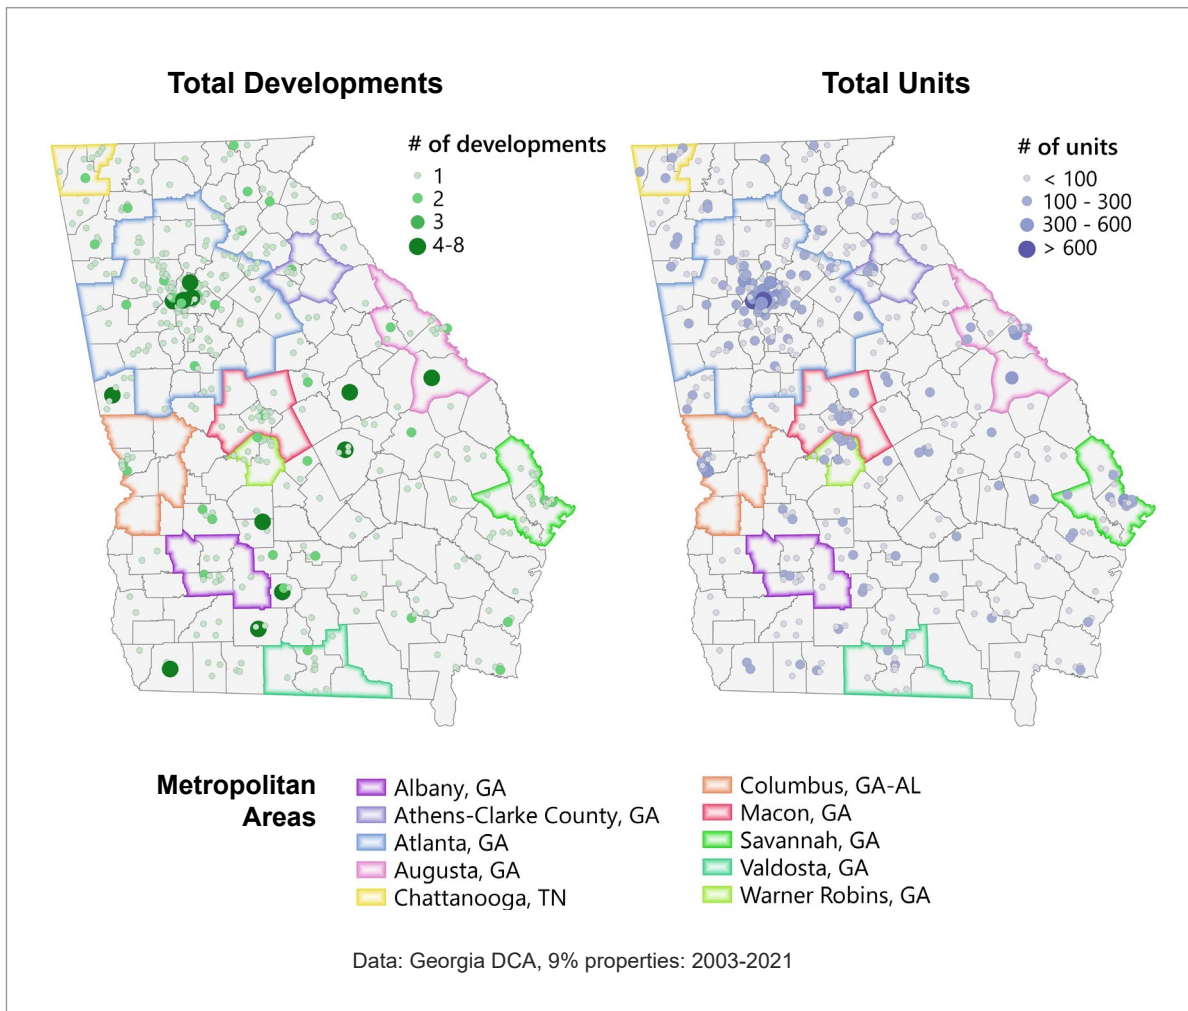 Total Developments
# of developments
1
2
3
4-8
Total Units
# of units
< 100
100 - 300
300 - 600
> 600
Metropolitan
Areas
Albany, GA
Athens-Clarke County, GA
Atlanta, GA
Augusta, GA
Chattanooga, TN
Columbus, GA-AL
Macon, GA
Savannah, GA
Valdosta, GA
Warner Robins, GA
Data: Georgia DCA, 9% properties: 2003-2021